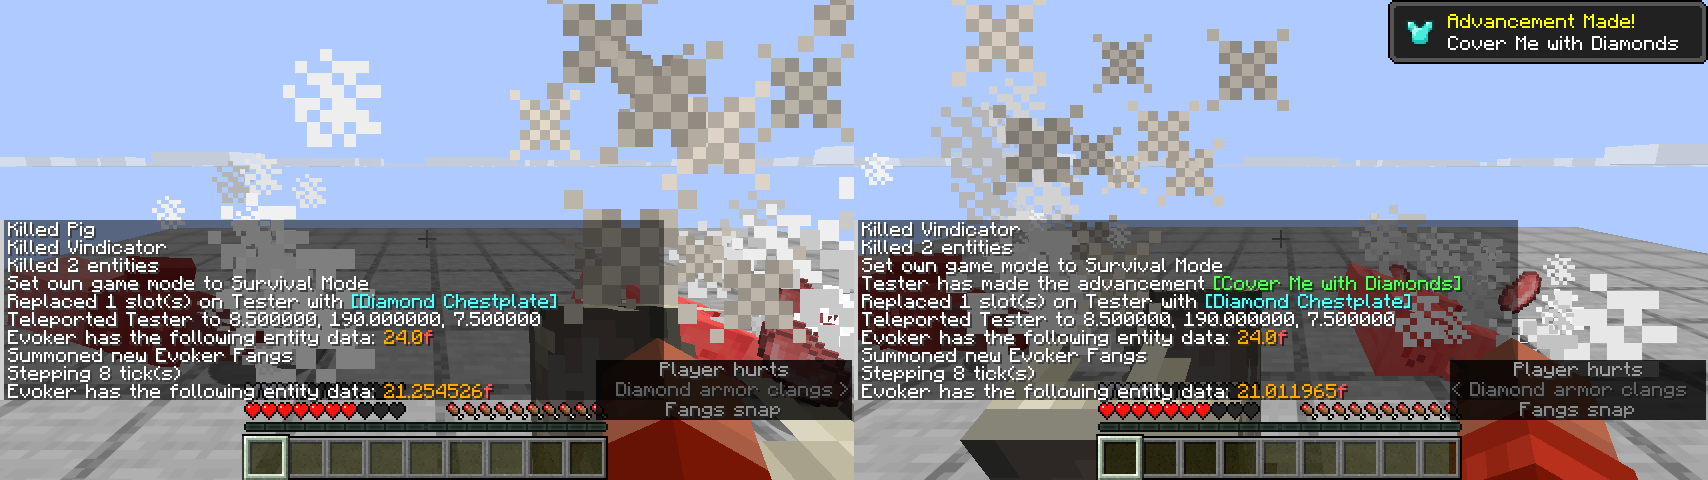 Killed Pig
Killed Vindicator
Killed 2 entities
Set own game mode to Survival Mode
Replaced 1 slot(s) on Tester with [[Diamond Chestplate]
Teleported Tester to 8.500000, 190.000000, 7.500000
Evoker has the following entity data: 24.0f
Summoned new Evoker Fangs
Stepping 8 tick(s)
Evoker has the following entity data: 21.254526f
Player hurts
Diamond armor clangs >
Fangs snap
Advancement Made!
Cover Me with Diamonds
Killed Vindicator
Killed 2 entities
Set own game mode to Survival Mode
Tester has made the advancement [Cover Me with Diamonds]
Replaced 1 slot(s) on Tester with [[Diamond Chestplate]
Teleported Tester to 8.500000, 190.000000, 7.500000
Evoker has the following entity data: 24.0f
Summoned new Evoker Fangs
Stepping 8 tick(s)
Evoker has the following entity data: 21.011965f
Player hurts
< Diamond armor clangs
Fangs snap